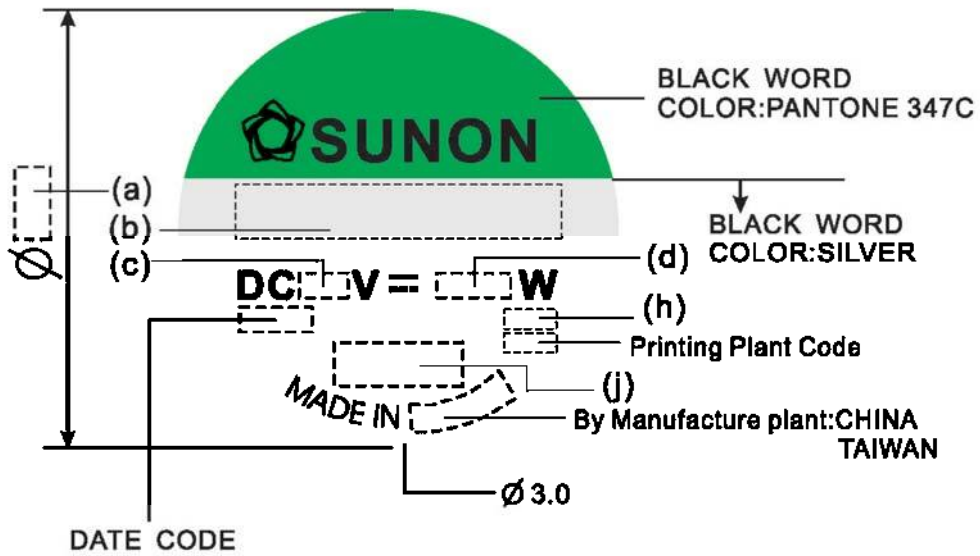 BLACK WORD
COLOR:PANTONE 347C
SUNON
(a)
(b)
BLACK WORD
COLOR:SILVER
Ø
(c)
(d)
DC V = W
(h)
Printing Plant Code
(j)
MADE IN
By Manufacture plant:CHINA
TAIWAN
Ø 3.0
DATE CODE